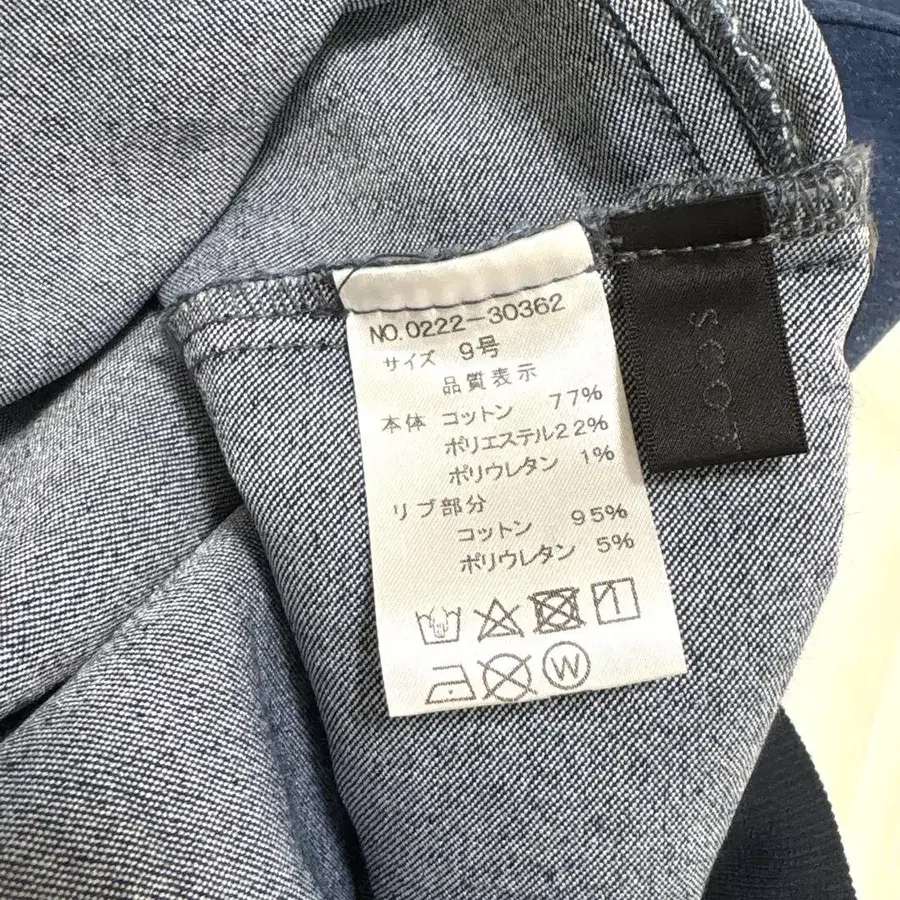 NO.0222-30362
サイズ 9号
品質表示
本体 コットン 77%
ポリエステル22%
ポリウレタン 1%
リブ部分
コットン 95%
ポリウレタン 5%
W